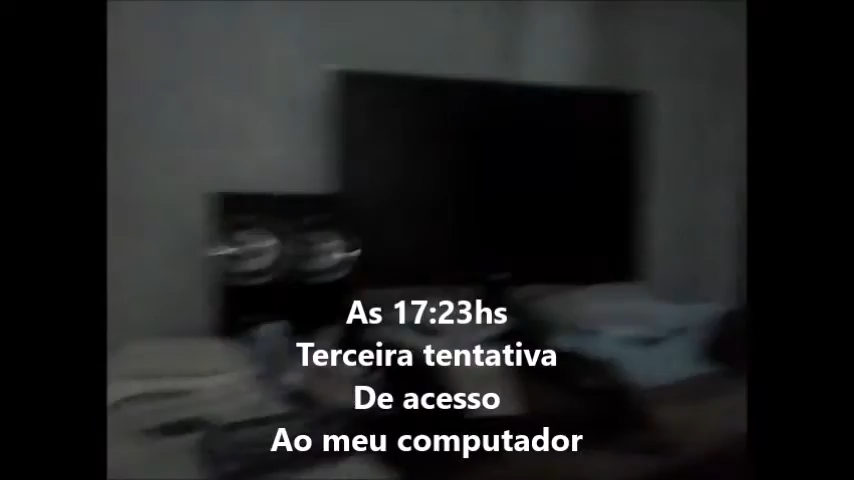 As 17:23hs
Terceira tentativa
De acesso
Ao meu computador